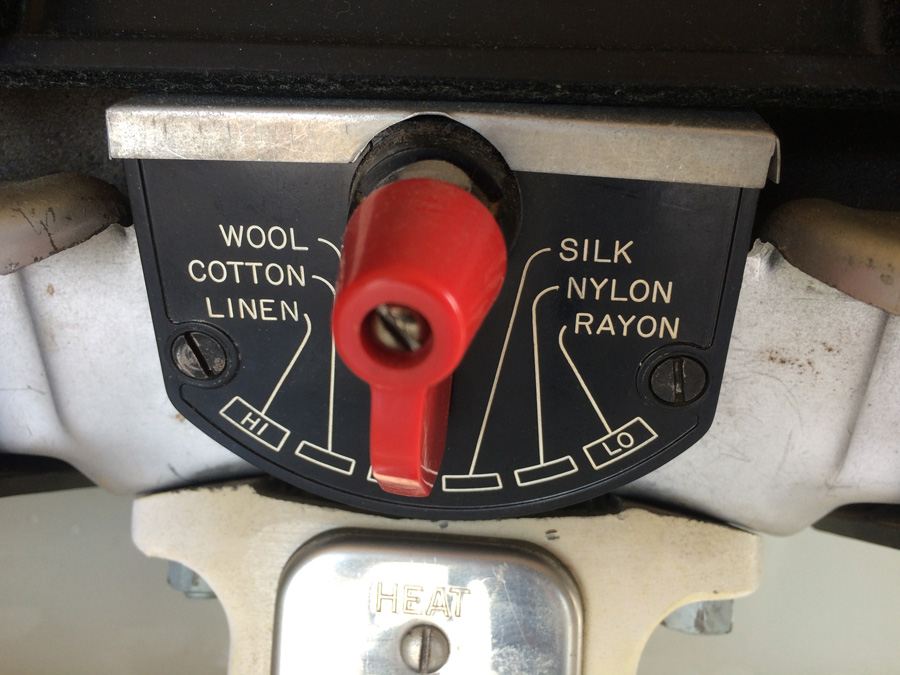 WOOL
COTTON
LINEN
SILK
NYLON
RAYON
HI
LO
HEAT